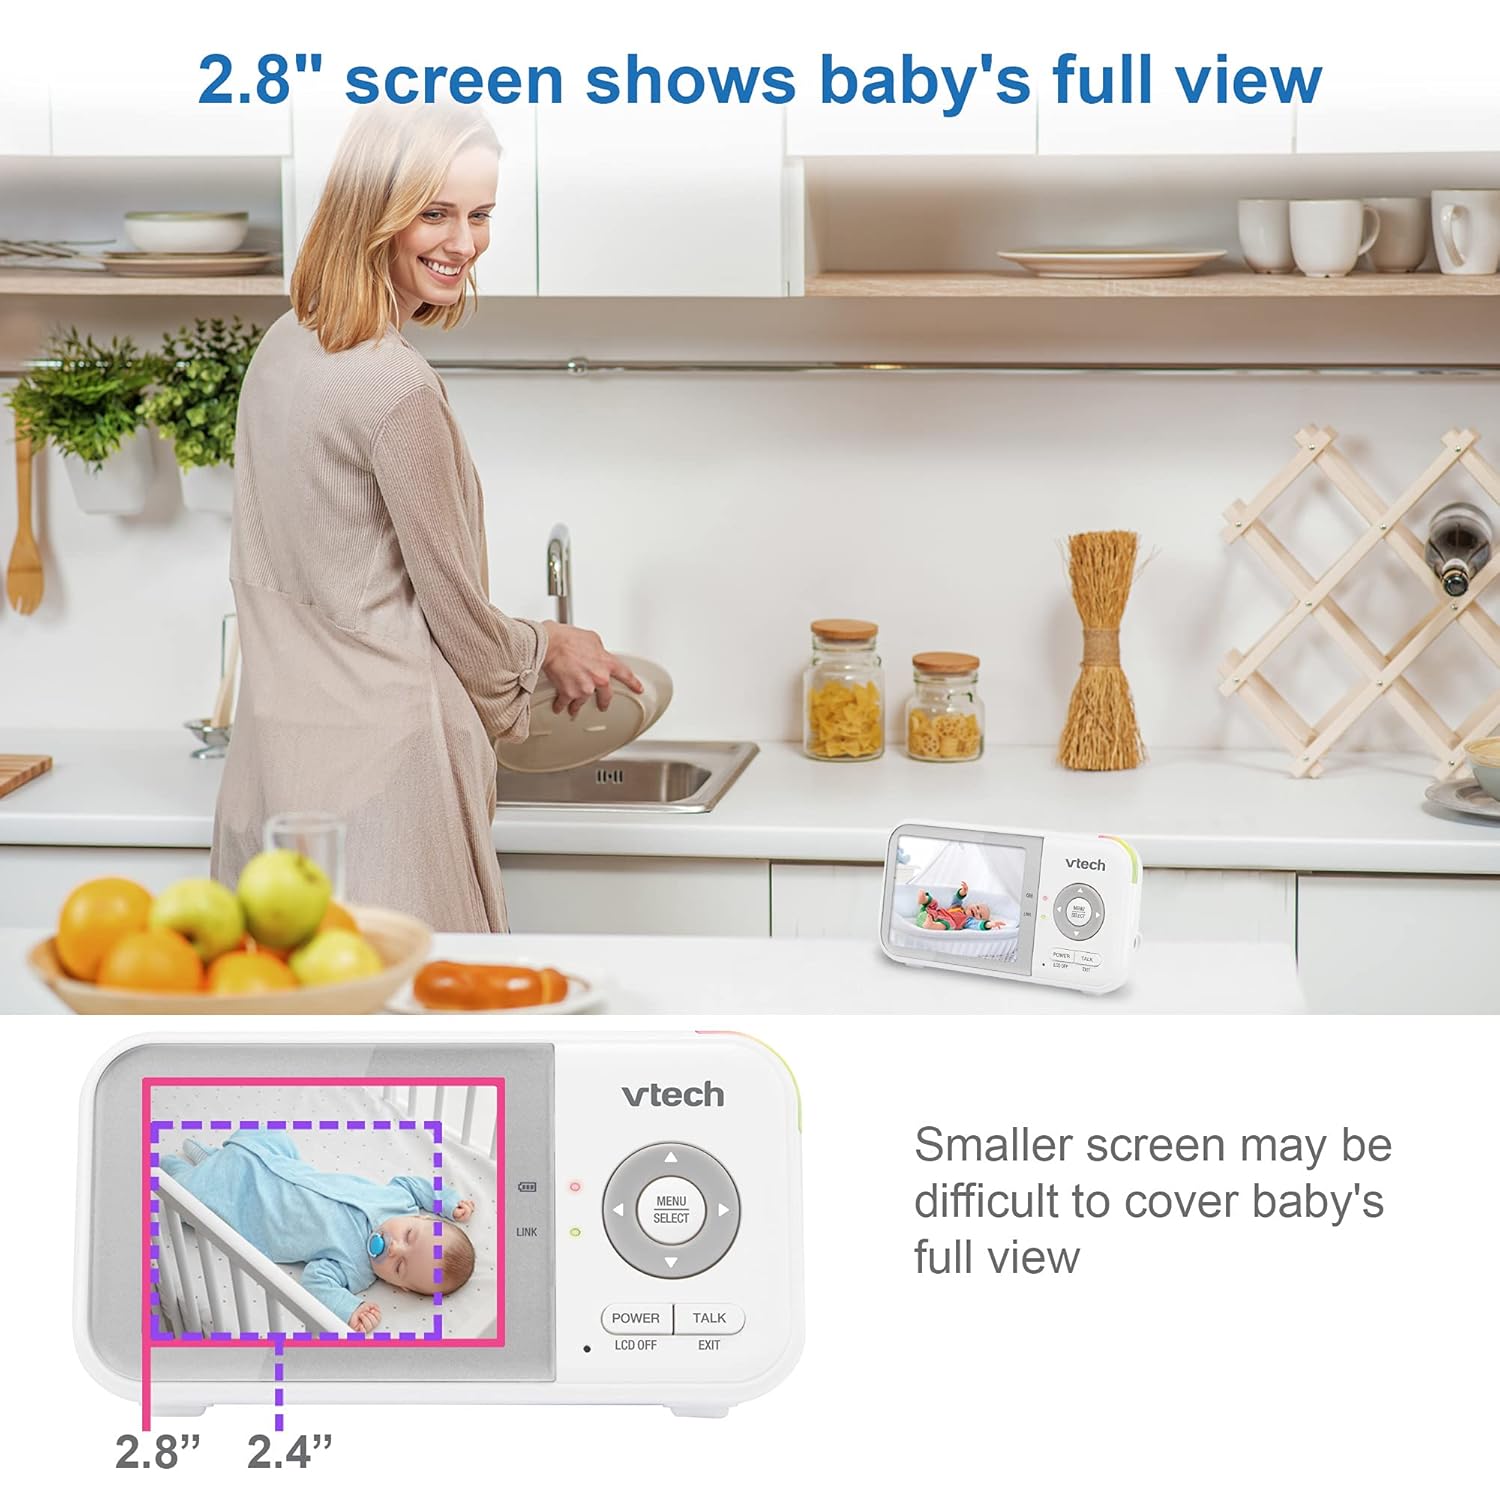 2.8" screen shows baby's full view
vtech
MENU
SELECT
LINK
POWER TALK
LCD OFF EXIT
vtech
MENU
SELECT
LINK
POWER TALK
LCD OFF EXIT
Smaller screen may be
difficult to cover baby's
full view
2.8” 2.4”